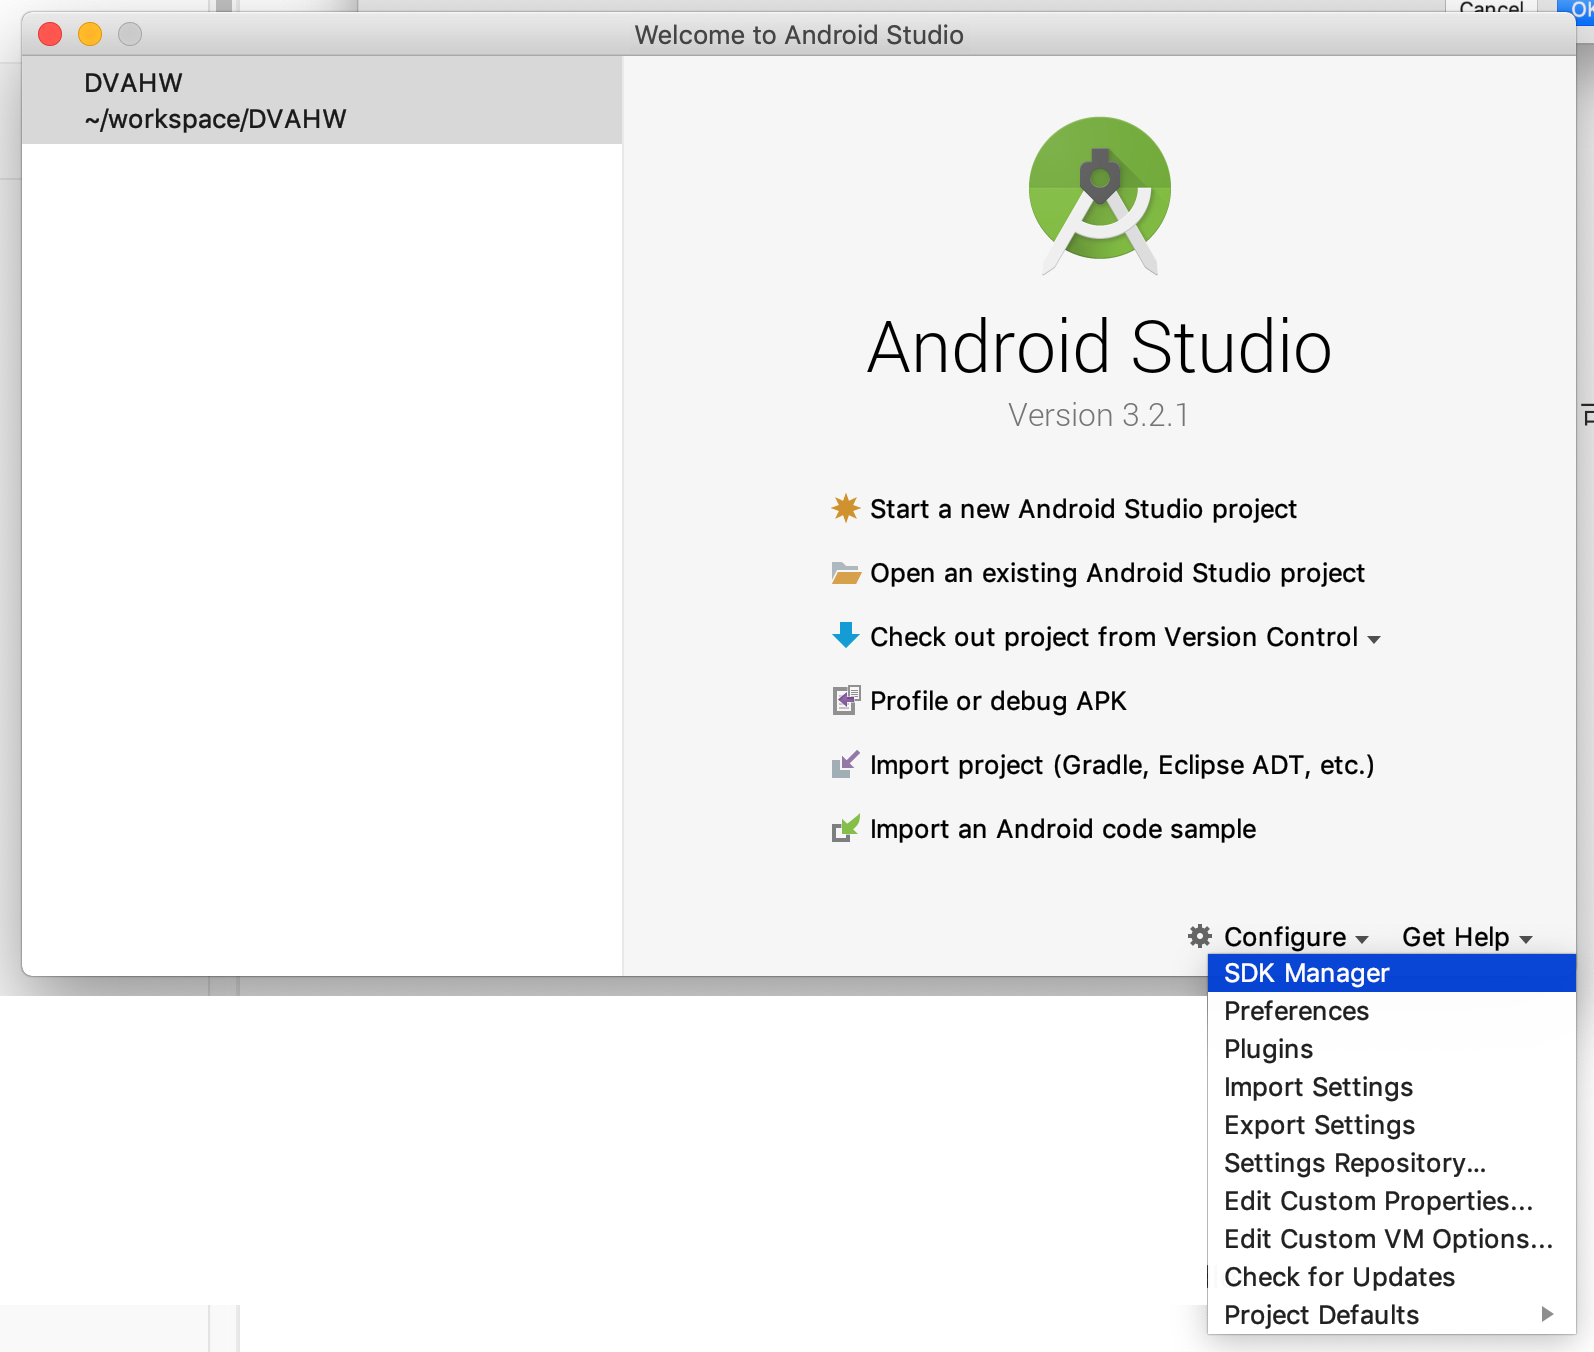 Cancel
Welcome to Android Studio
DVAHW
~/workspace/DVAHW
Android Studio
Version 3.2.1
Start a new Android Studio project
Open an existing Android Studio project
Check out project from Version Control
Profile or debug APK
Import project (Gradle, Eclipse ADT, etc.)
Import an Android code sample
Configure
Get Help
SDK Manager
Preferences
Plugins
Import Settings
Export Settings
Settings Repository...
Edit Custom Properties...
Edit Custom VM Options...
Check for Updates
Project Defaults